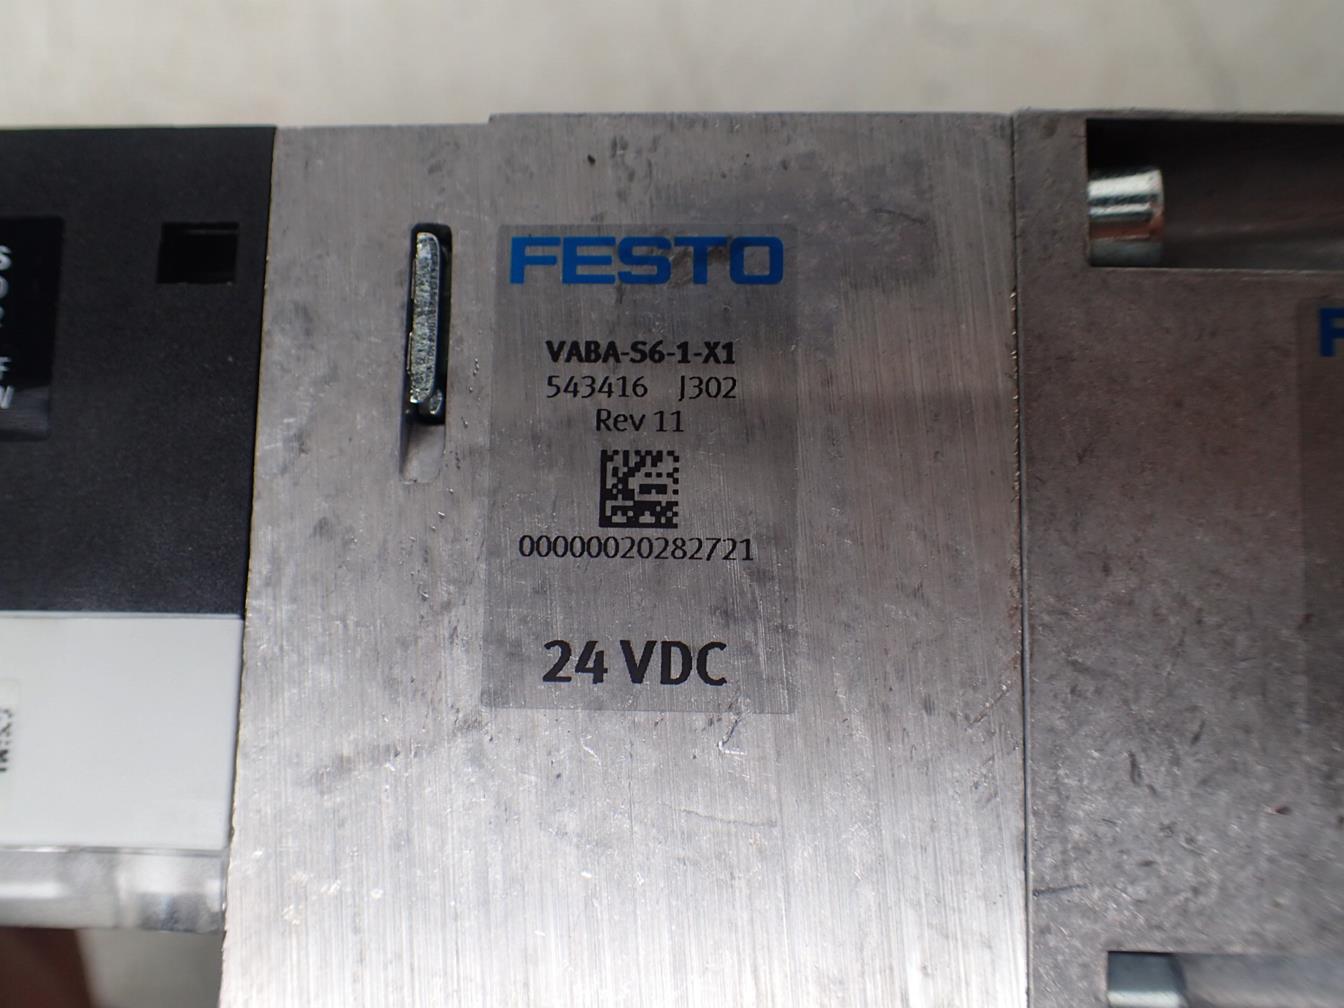 FESTO
VABA-S6-1-X1
543416 J302
Rev 11
00000020282721
24 VDC